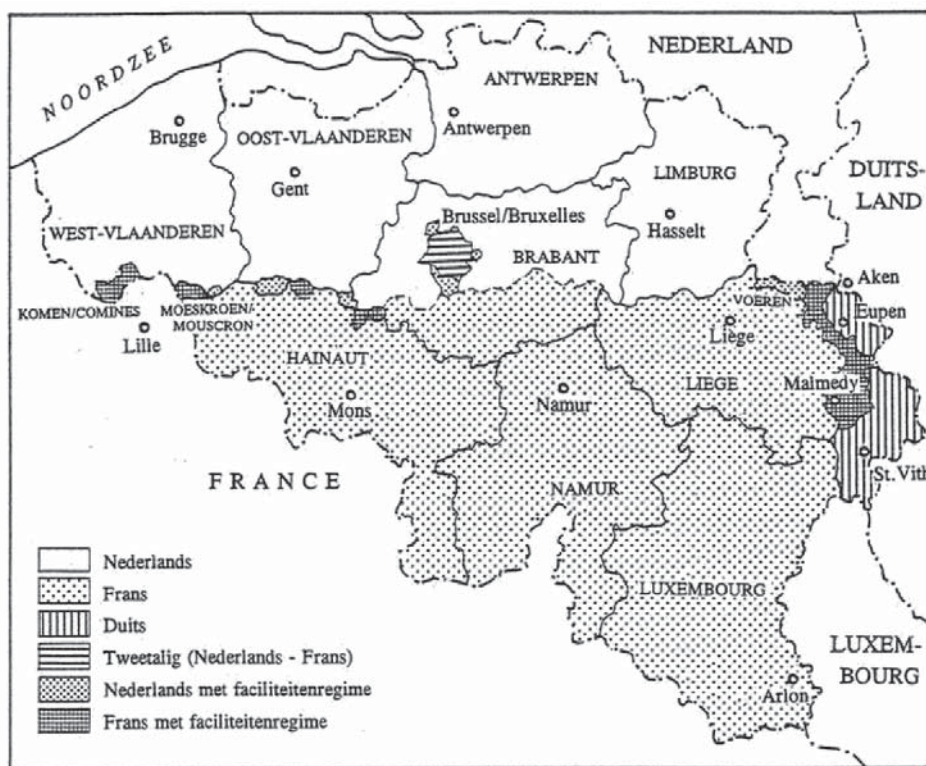 NOORDZEE
NEDERLAND
ANTWERPEN
Antwerpen
Brugge
OOST-VLAANDEREN
Gent
LIMBURG
DUITS-
LAND
Hasselt
WEST-VLAANDEREN
Brussel/Bruxelles
BRABANT
Aken
VOEREN
Eupen
KOMEN/COMINES
MOESKROEN/
MOUSCRON
Lille
Liège
HAINAUT
LIEGE
Malmedy
Mons
Namur
St. Vith
FRANCE
NAMUR
LUXEMBOURG
LUXEM-
BOURG
Arlon
Nederlands
Frans
Duits
Tweetalig (Nederlands - Frans)
Nederlands met faciliteitenregime
Frans met faciliteitenregime